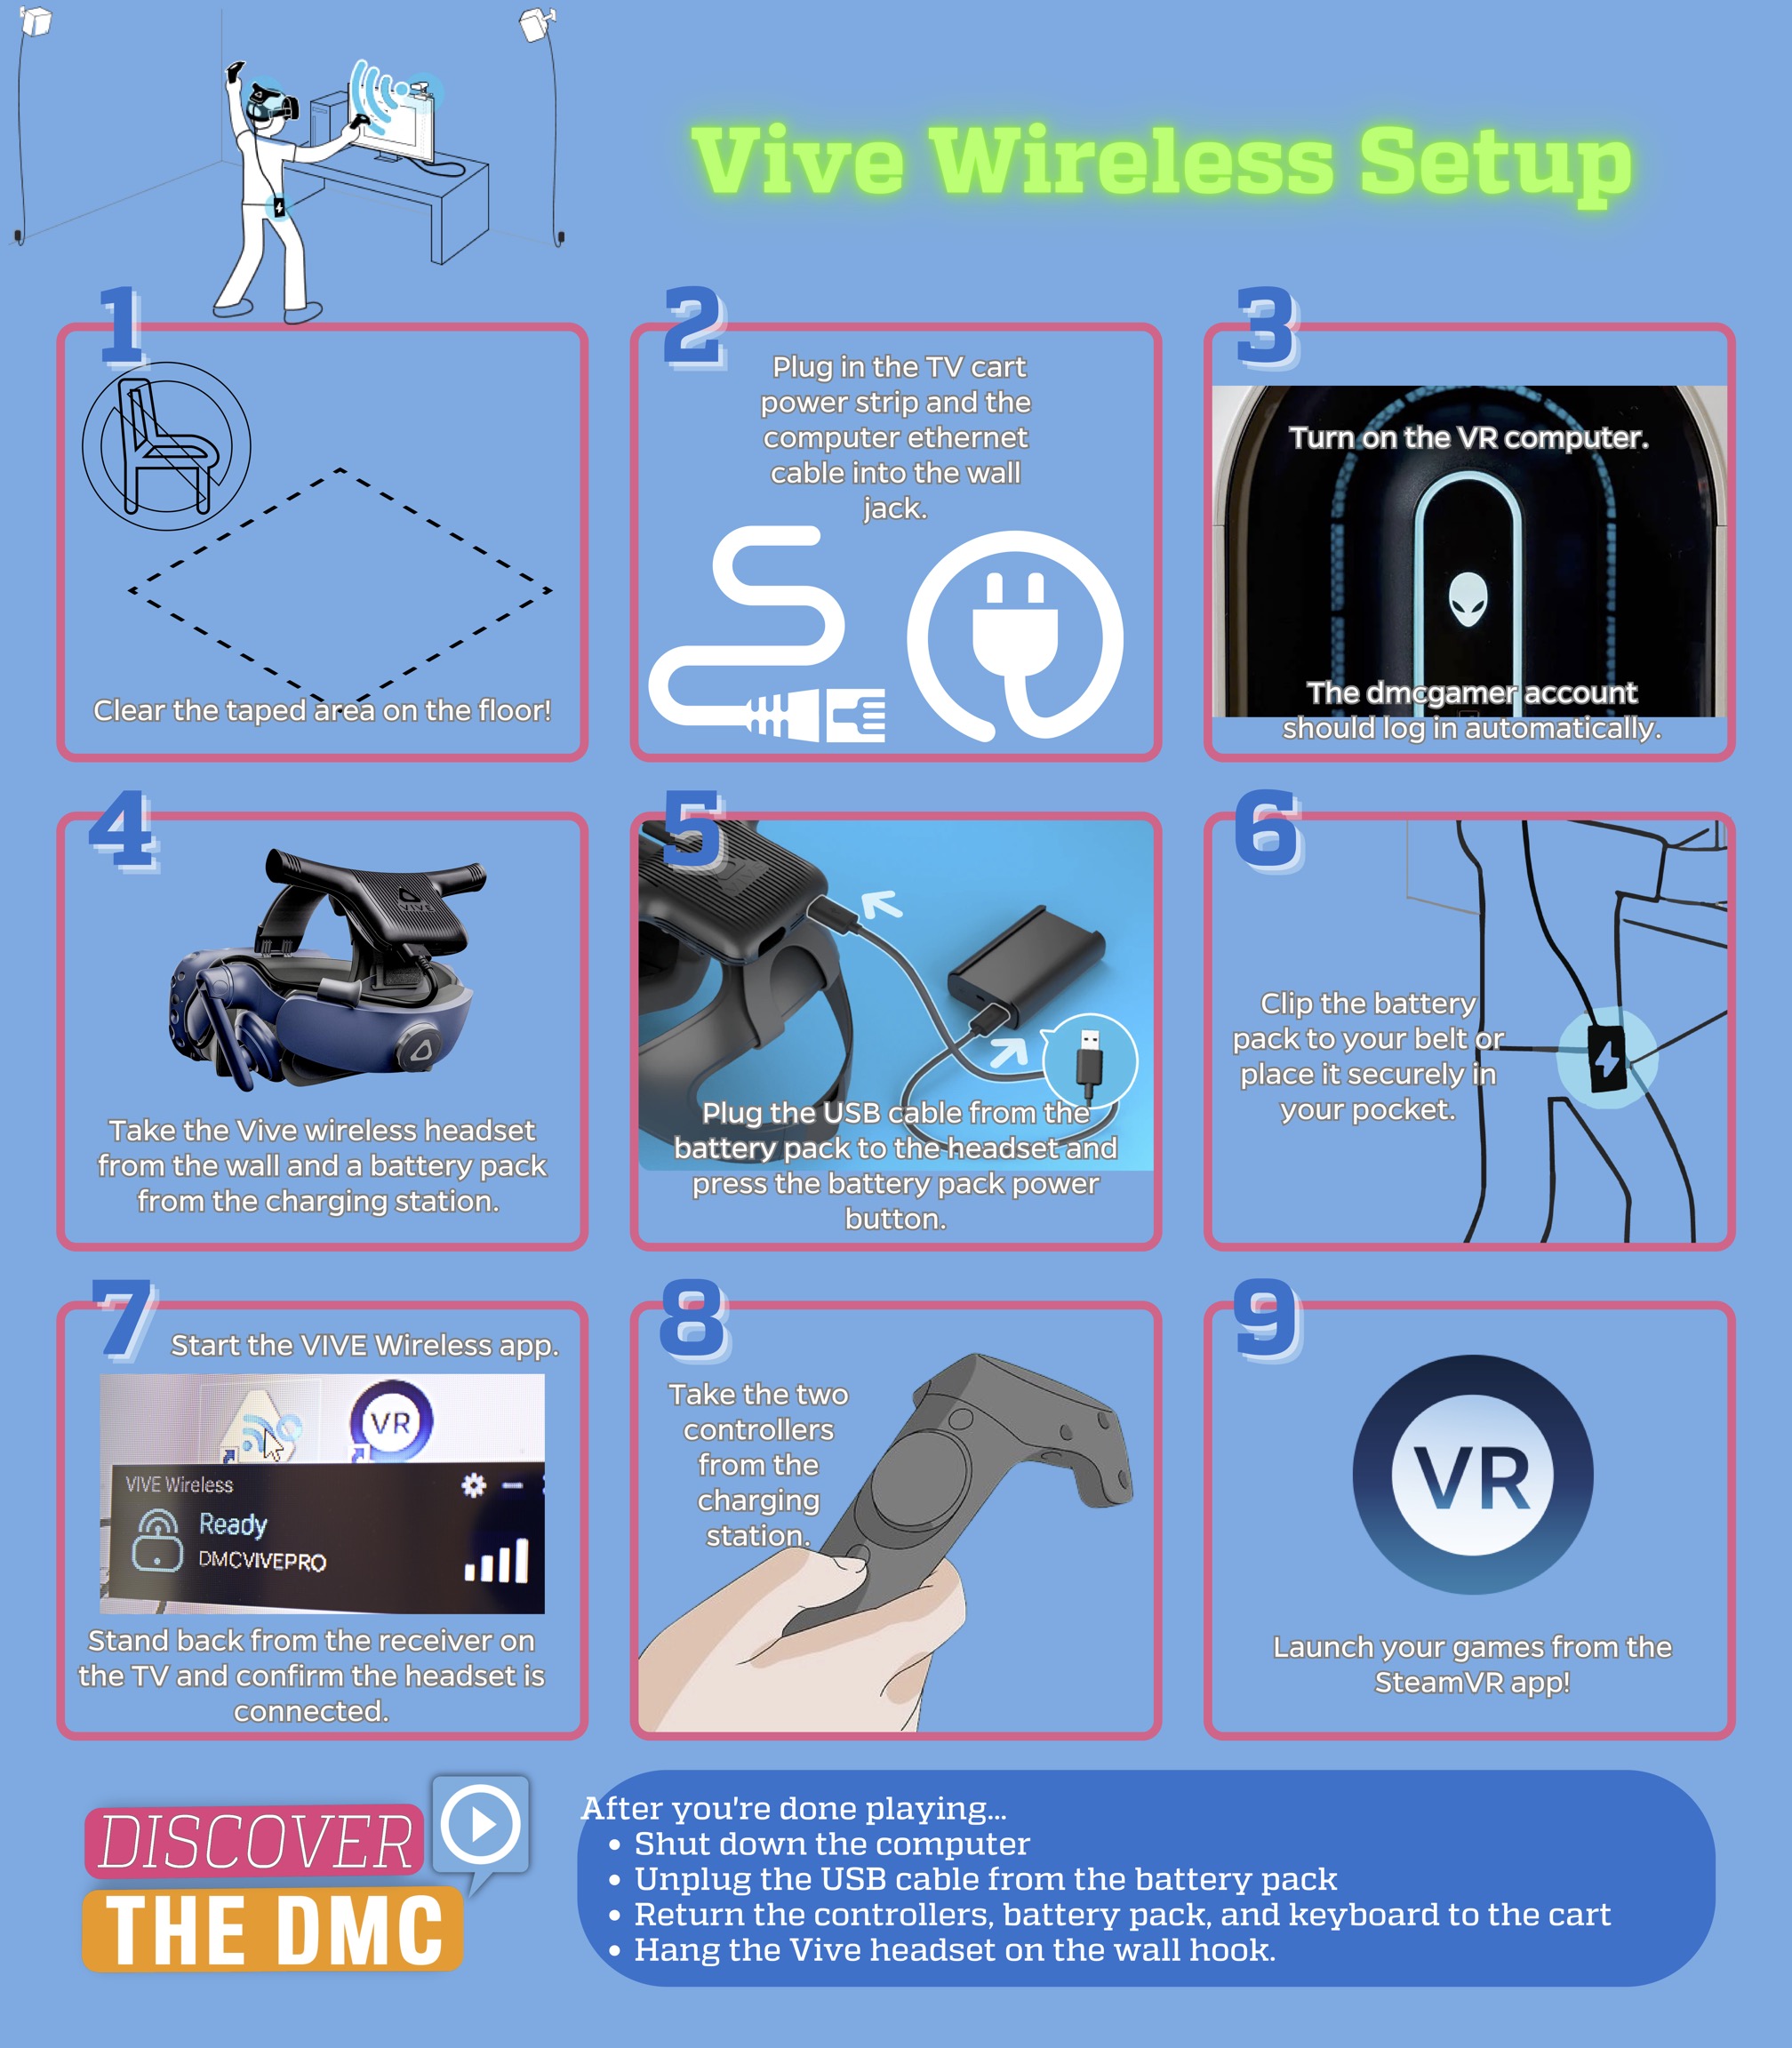 Vive Wireless Setup
1
Clear the taped area on the floor!
2
Plug in the TV cart
power strip and the
computer ethernet
cable into the wall
jack.
3
Turn on the VR computer.
The dmcgamer account
should log in automatically.
4
VIVE
Take the Vive wireless headset
from the wall and a battery pack
from the charging station.
5
Plug the USB cable from the
battery pack to the headset and
press the battery pack power
button.
6
Clip the battery
pack to your belt or
place it securely in
your pocket.
7
Start the VIVE Wireless app.
VR
VIVE Wireless
Ready
DMCVIVEPRO
Stand back from the receiver on
the TV and confirm the headset is
connected.
8
Take the two
controllers
from the
charging
station.
9
VR
Launch your games from the
SteamVR app!
DISCOVER
THE DMC
After you're done playing...
• Shut down the computer
• Unplug the USB cable from the battery pack
• Return the controllers, battery pack, and keyboard to the cart
• Hang the Vive headset on the wall hook.